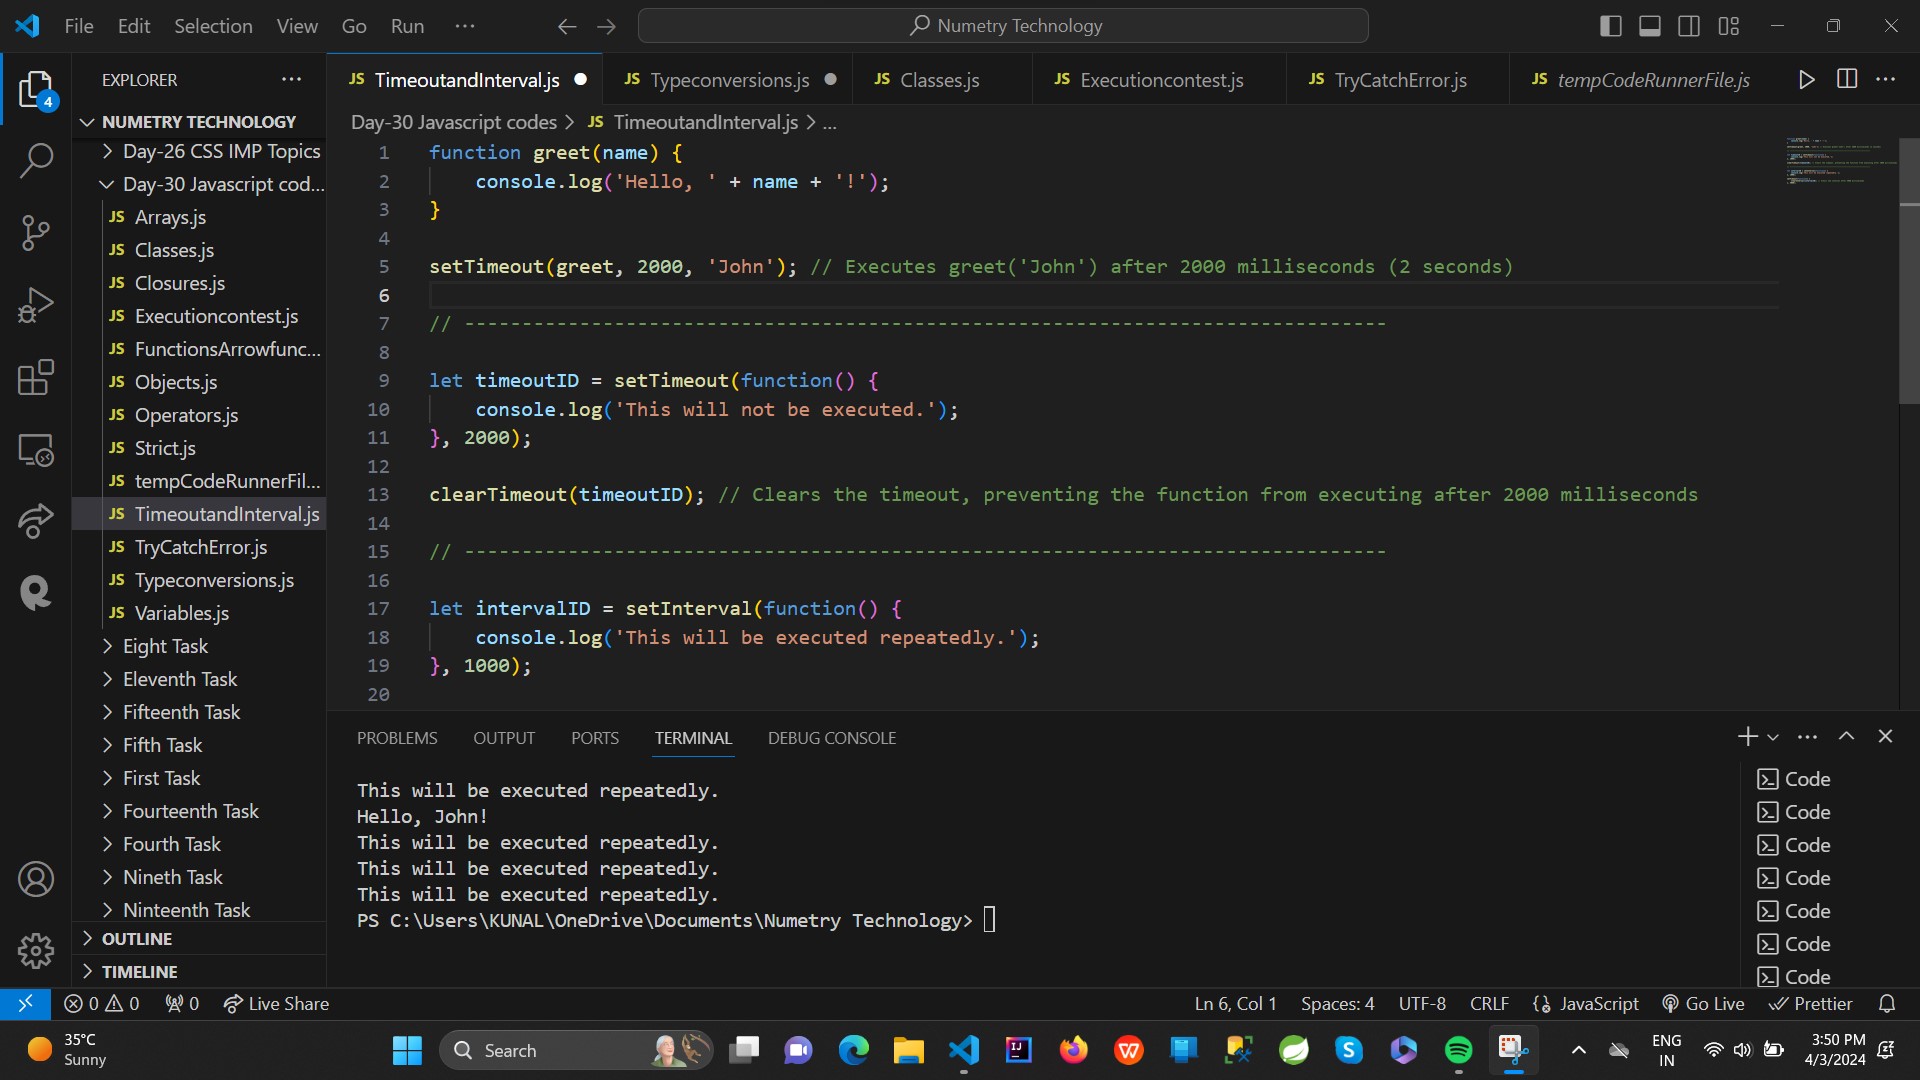 File Edit Selection View Go Run ··· Numetry Technology
EXPLORER ···
4
NUMETRY TECHNOLOGY
Day-26 CSS IMP Topics
Day-30 Javascript cod...
JS Arrays.js
JS Classes.js
JS Closures.js
JS Executioncontest.js
JS FunctionsArrowfunc...
JS Objects.js
JS Operators.js
JS Strict.js
JS tempCodeRunnerFil...
JS TimeoutandInterval.js
JS TryCatchError.js
JS Typeconversions.js
JS Variables.js
Eight Task
Eleventh Task
Fifteenth Task
Fifth Task
First Task
Fourteenth Task
Fourth Task
Nineth Task
Ninteenth Task
OUTLINE
TIMELINE
JS TimeoutandInterval.js JS Typeconversions.js JS Classes.js JS Executioncontest.js JS TryCatchError.js JS tempCodeRunnerFile.js ···
Day-30 Javascript codes > JS TimeoutandInterval.js > ...
1 function greet(name) {
2 console.log('Hello, ' + name + '!');
3 }
4
5 setTimeout(greet, 2000, 'John'); // Executes greet('John') after 2000 milliseconds (2 seconds)
6
7 // --------------------------------------------------------------------------------
8
9 let timeoutID = setTimeout(function() {
10 console.log('This will not be executed.');
11 }, 2000);
12
13 clearTimeout(timeoutID); // Clears the timeout, preventing the function from executing after 2000 milliseconds
14
15 // --------------------------------------------------------------------------------
16
17 let intervalID = setInterval(function() {
18 console.log('This will be executed repeatedly.');
19 }, 1000);
20
PROBLEMS OUTPUT PORTS TERMINAL DEBUG CONSOLE
This will be executed repeatedly.
Hello, John!
This will be executed repeatedly.
This will be executed repeatedly.
This will be executed repeatedly.
PS C:\Users\KUNAL\OneDrive\Documents\Numetry Technology>
Code
Code
Code
Code
Code
Code
Code
0 0 0 Live Share Ln 6, Col 1 Spaces: 4 UTF-8 CRLF {} JavaScript Go Live Prettier
35°C
Sunny
Search
ENG
IN
3:50 PM
4/3/2024